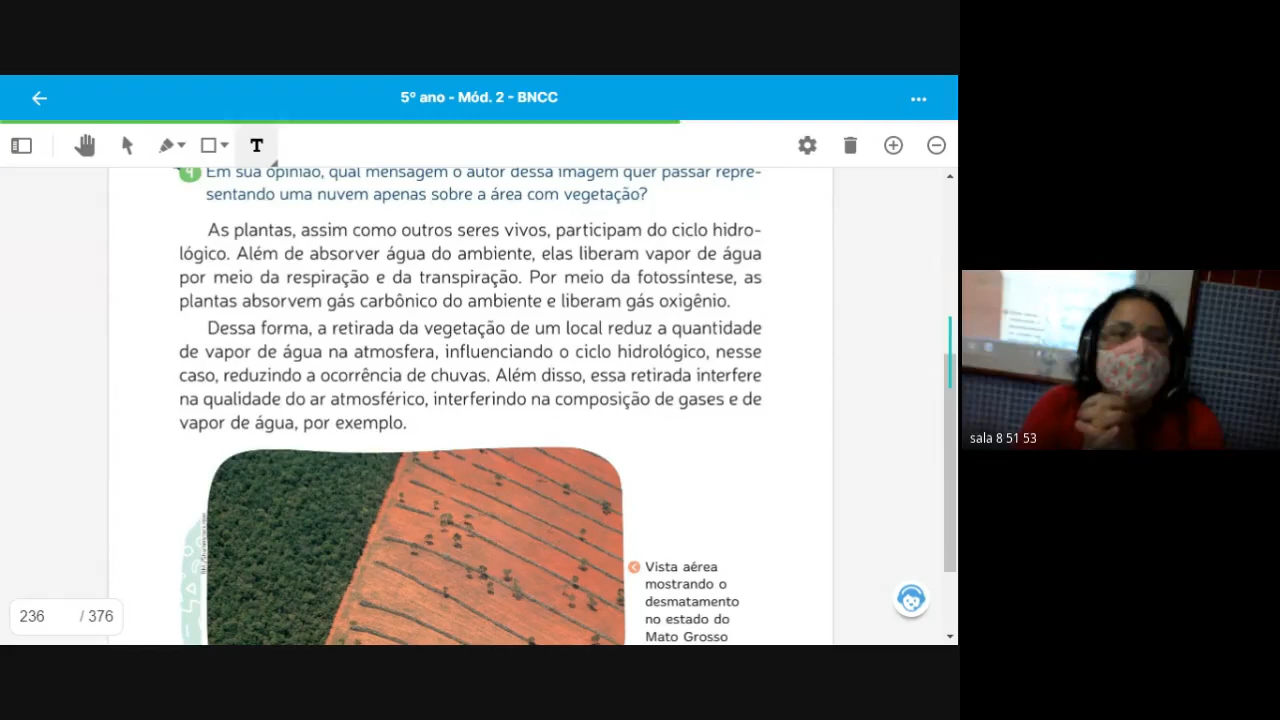 5º ano - Mód. 2 - BNCC
T
4 Em sua opinião, qual mensagem o autor dessa imagem quer passar repre-
sentando uma nuvem apenas sobre a área com vegetação?
As plantas, assim como outros seres vivos, participam do ciclo hidro-
lógico. Além de absorver água do ambiente, elas liberam vapor de água
por meio da respiração e da transpiração. Por meio da fotossíntese, as
plantas absorvem gás carbônico do ambiente e liberam gás oxigênio.
Dessa forma, a retirada da vegetação de um local reduz a quantidade
de vapor de água na atmosfera, influenciando o ciclo hidrológico, nesse
caso, reduzindo a ocorrência de chuvas. Além disso, essa retirada interfere
na qualidade do ar atmosférico, interferindo na composição de gases e de
vapor de água, por exemplo.
Vista aérea
mostrando o
desmatamento
no estado do
Mato Grosso
236 / 376
sala 8 51 53